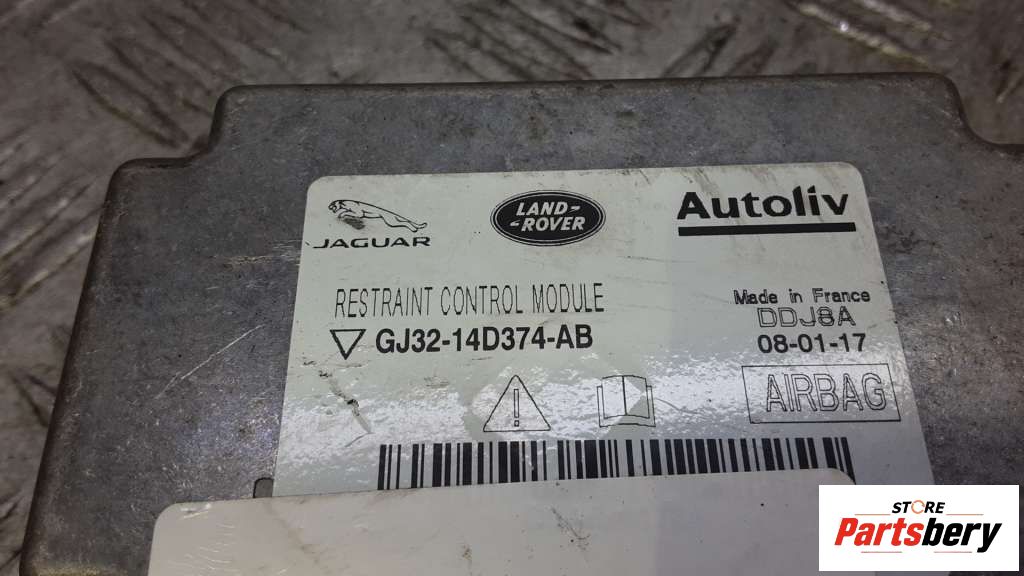 JAGUAR
LAND-
-ROVER
Autoliv
RESTRAINT CONTROL MODULE
Made in France
DDJ8A
GJ32-14D374-AB
08-01-17
AIRBAG
STORE
Partsbery